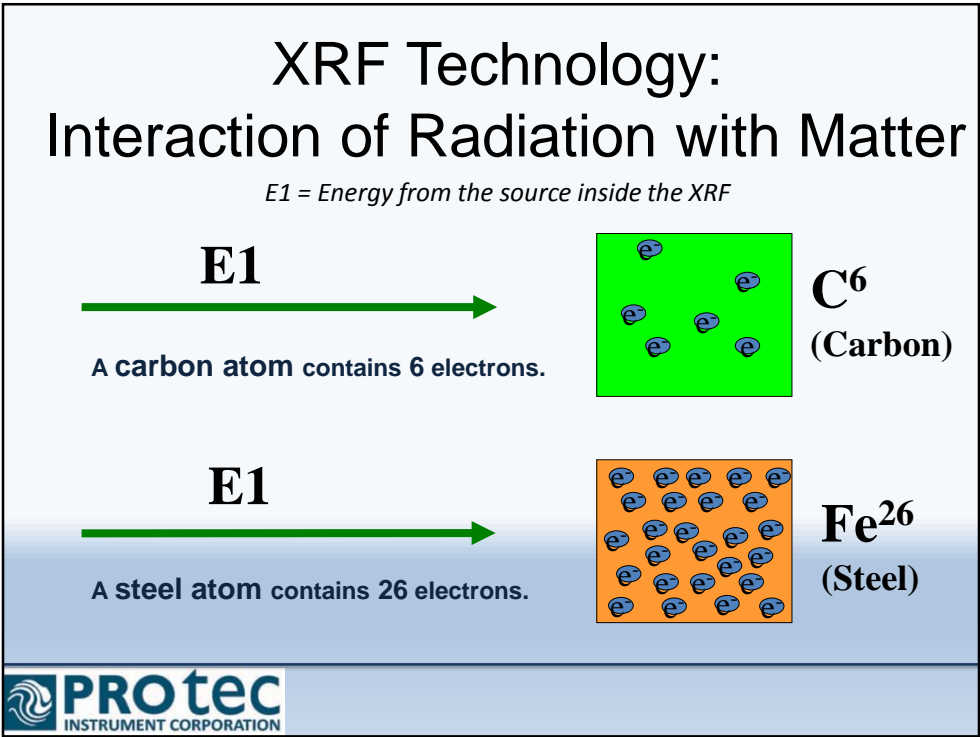 XRF Technology:
Interaction of Radiation with Matter
E1 = Energy from the source inside the XRF
E1
A carbon atom contains 6 electrons.
e-
e-
e-
e-
e-
e
C⁶
(Carbon)
E1
A steel atom contains 26 electrons.
e- e- e- e- e-
e- e- e- e-
e- e- e- e- e-
e- e- e-
e- e-
e- e- e-
e- e- e- e-
Fe²⁶
(Steel)
PROtec
INSTRUMENT CORPORATION